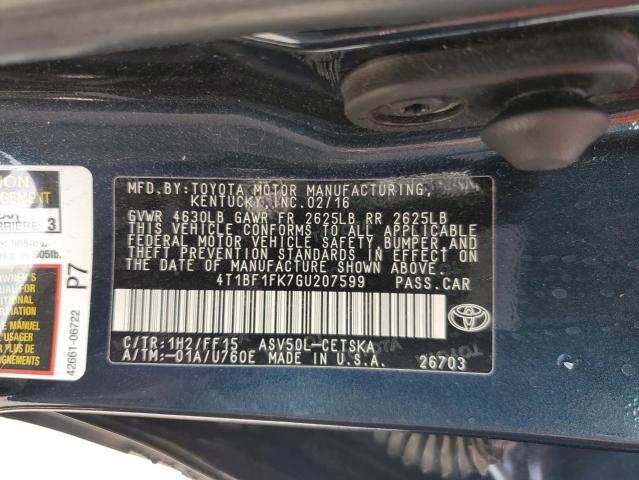 MFD.BY:TOYOTA MOTOR MANUFACTURING,
KENTUCKY, INC. 02/16
GVWR 4630LB GAWR FR 2625LB RR 2625LB
THIS VEHICLE CONFORMS TO ALL APPLICABLE
FEDERAL MOTOR VEHICLE SAFETY, BUMPER, AND
THEFT PREVENTION STANDARDS IN EFFECT ON
THE DATE OF MANUFACTURE SHOWN ABOVE.
4T1BF1FK7GU207599 PASS.CAR
C/TR:1H2/FF15 ASV50L-CETSKA
A/TM:-01A/U760E MADE IN U.S.A. 26703
3
P7
42661-06722
LE MANUEL